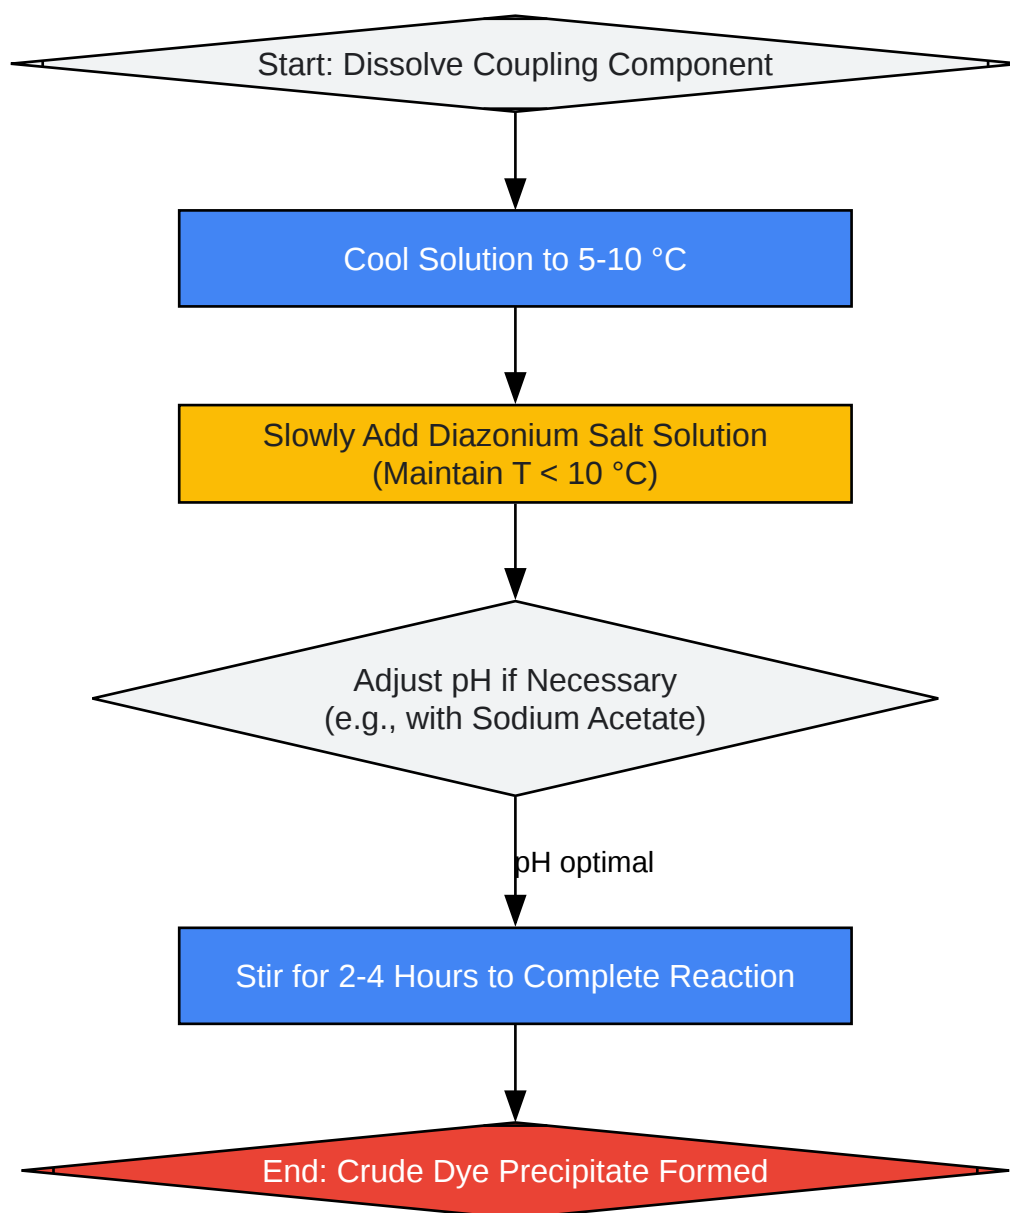 Start: Dissolve Coupling Component
Cool Solution to 5-10 °C
Slowly Add Diazonium Salt Solution
(Maintain T < 10 °C)
Adjust pH if Necessary
(e.g., with Sodium Acetate)
pH optimal
Stir for 2-4 Hours to Complete Reaction
End: Crude Dye Precipitate Formed